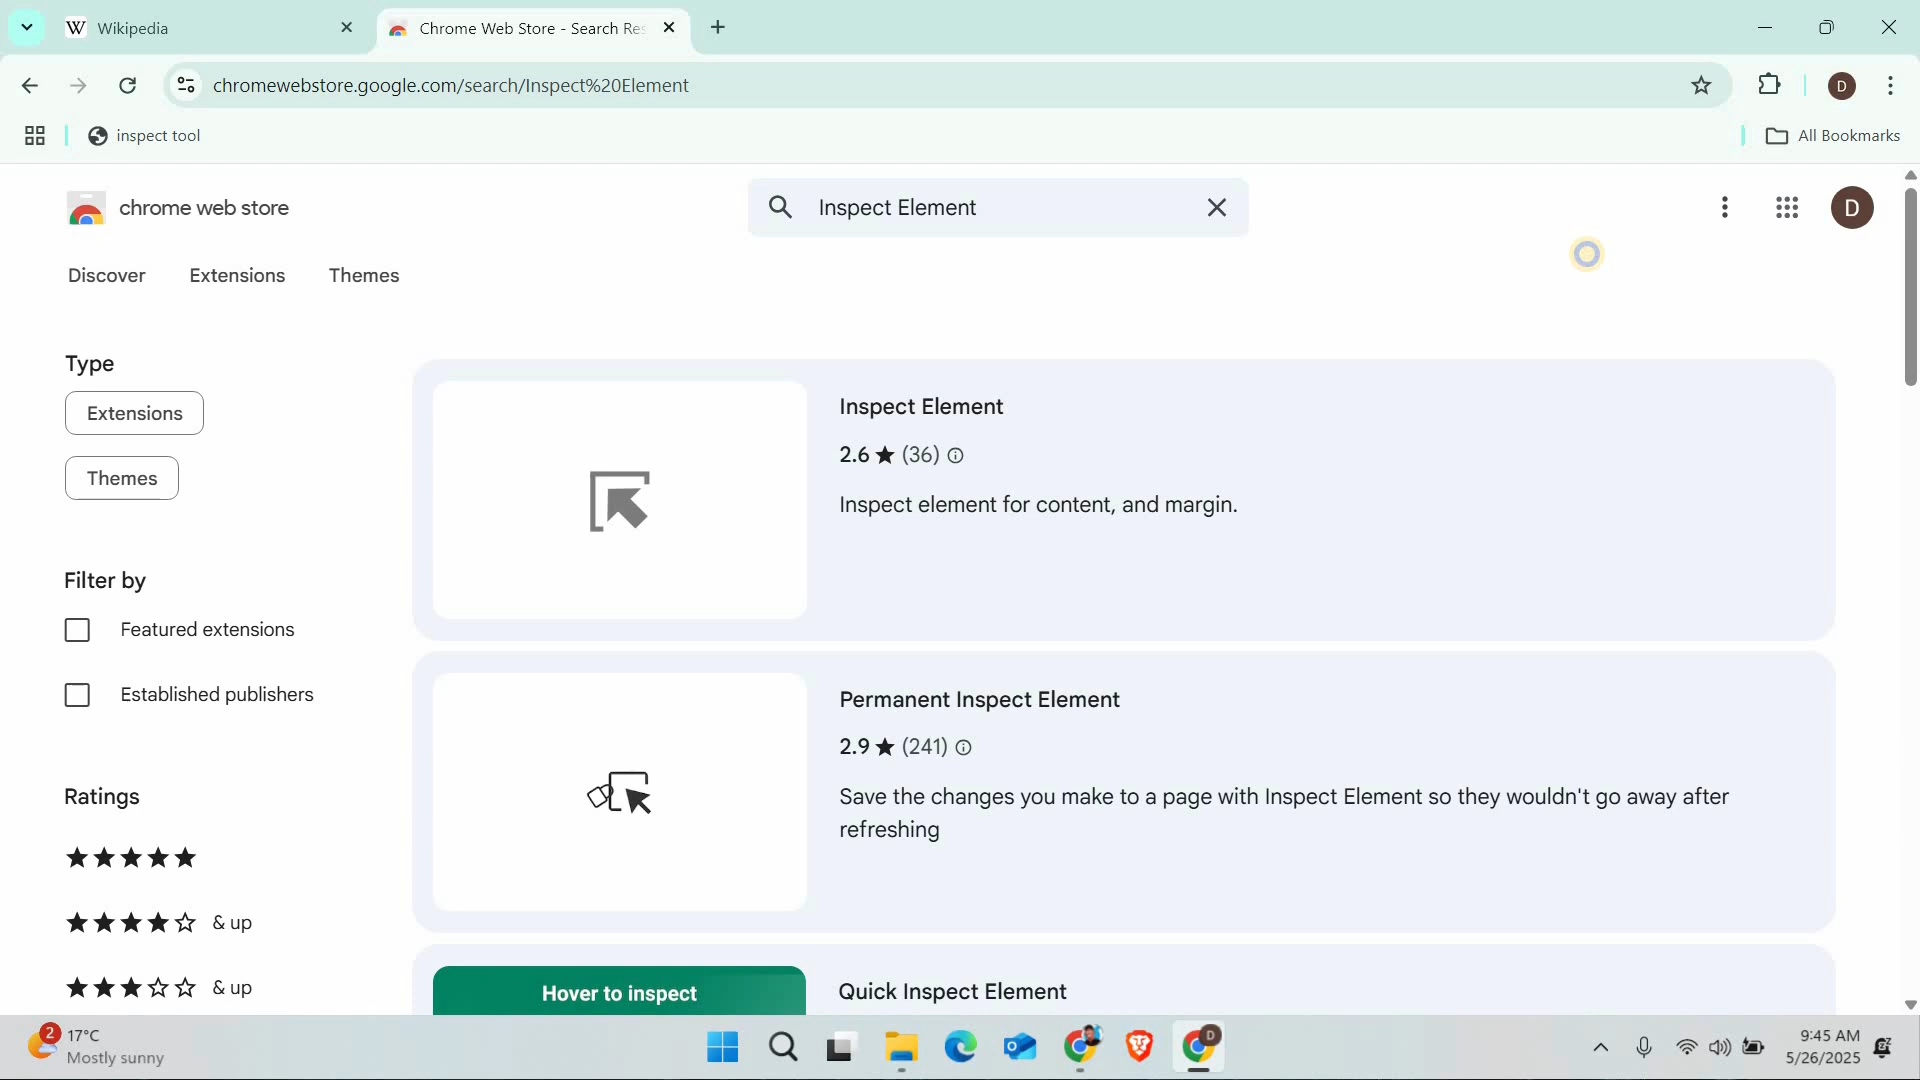 Wikipedia
Chrome Web Store - Search Res
chromewebstore.google.com/search/Inspect%20Element
D
inspect tool
All Bookmarks
chrome web store
Inspect Element
D
Discover
Extensions
Themes
Type
Extensions
Themes
Filter by
Featured extensions
Established publishers
Ratings
& up
& up
Inspect Element
2.6 ★ (36)
Inspect element for content, and margin.
Permanent Inspect Element
2.9 ★ (241)
Save the changes you make to a page with Inspect Element so they wouldn't go away after
refreshing
Hover to inspect
Quick Inspect Element
2
17°C
Mostly sunny
D
9:45 AM
5/26/2025